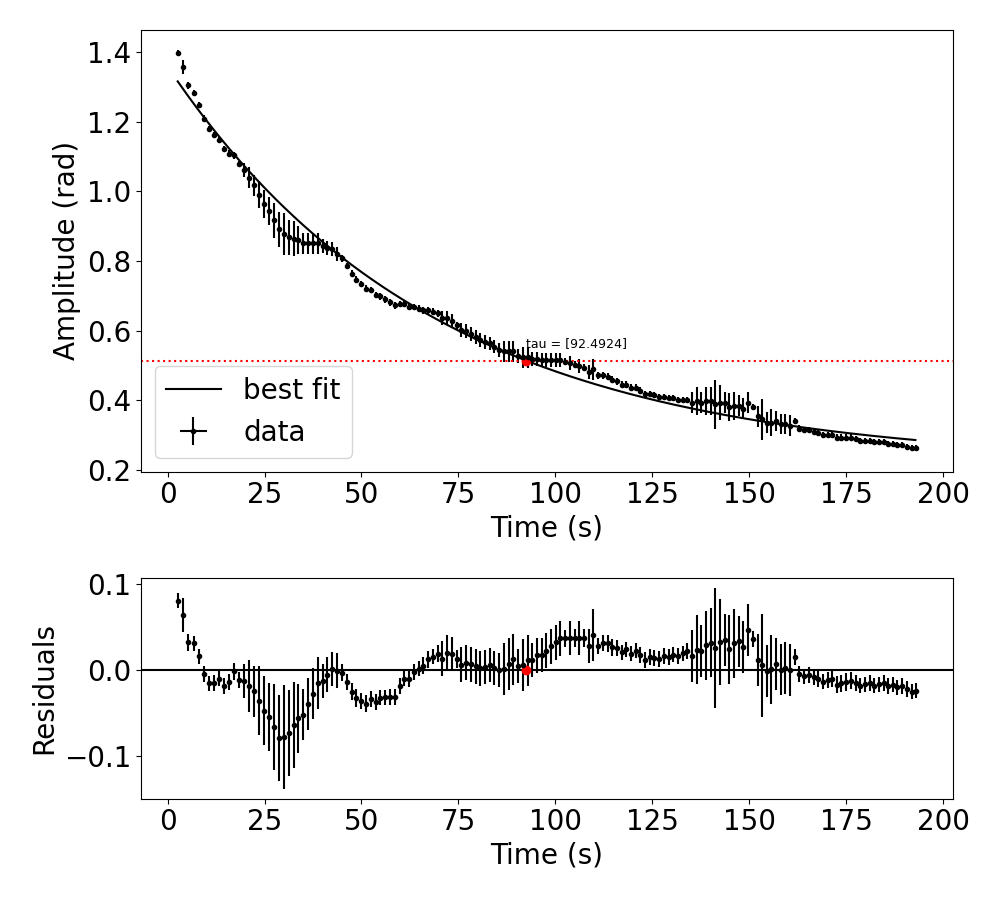 1.4
1.2
1.0
0.8
0.6
0.4
0.2
Amplitude (rad)
tau = [92.4924]
best fit
data
0 25 50 75 100 125 150 175 200
Time (s)
0.1
0.0
−0.1
Residuals
0 25 50 75 100 125 150 175 200
Time (s)